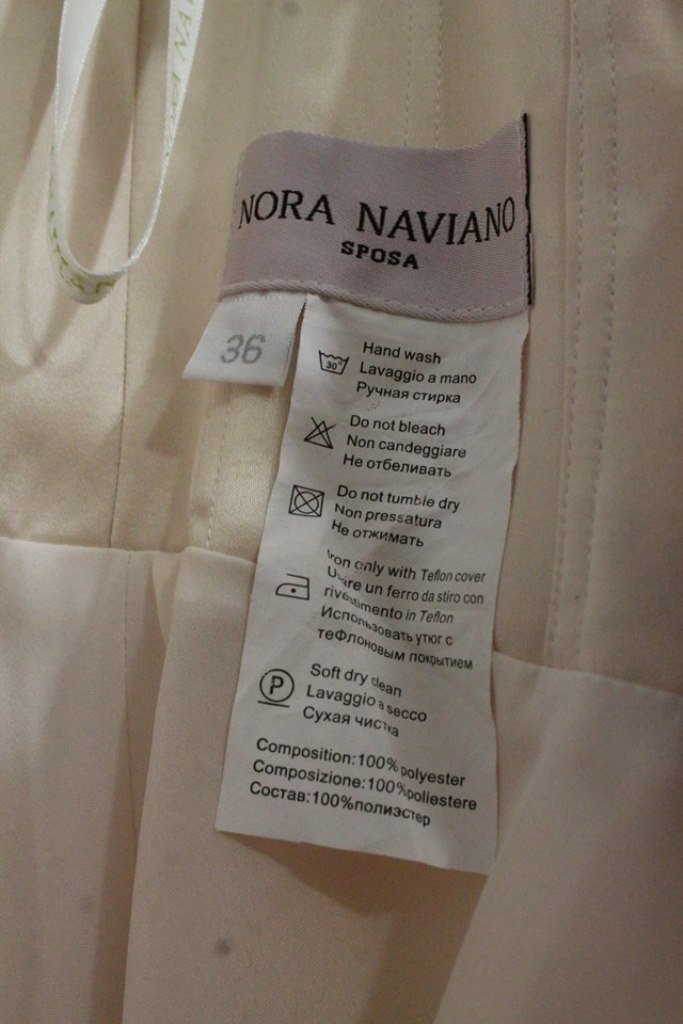 NORA NAVIANO
SPOSA
36
30°
Hand wash
Lavaggio a mano
Ручная стирка
Do not bleach
Non candeggiare
Не отбеливать
Do not tumble dry
Non pressatura
Не отжимать
Iron only with Teflon cover
Usare un ferro da stiro con
rivestimento in Teflon
Использовать утюг с
теФлоновым покрытием
P
Soft dry clean
Lavaggio a secco
Сухая чистка
Composition:100% polyester
Composizione:100%poliestere
Состав:100%полиэстер